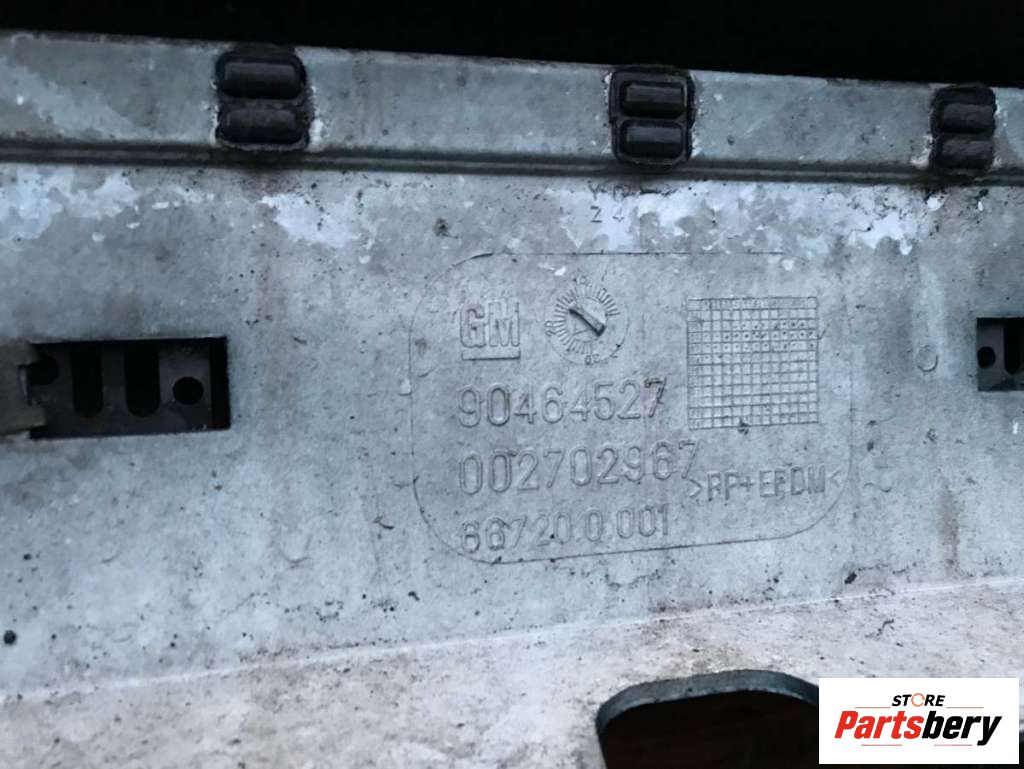 GM
90464527
002702967
>PP+EPDM<
66720.0.001
STORE
Partsbery